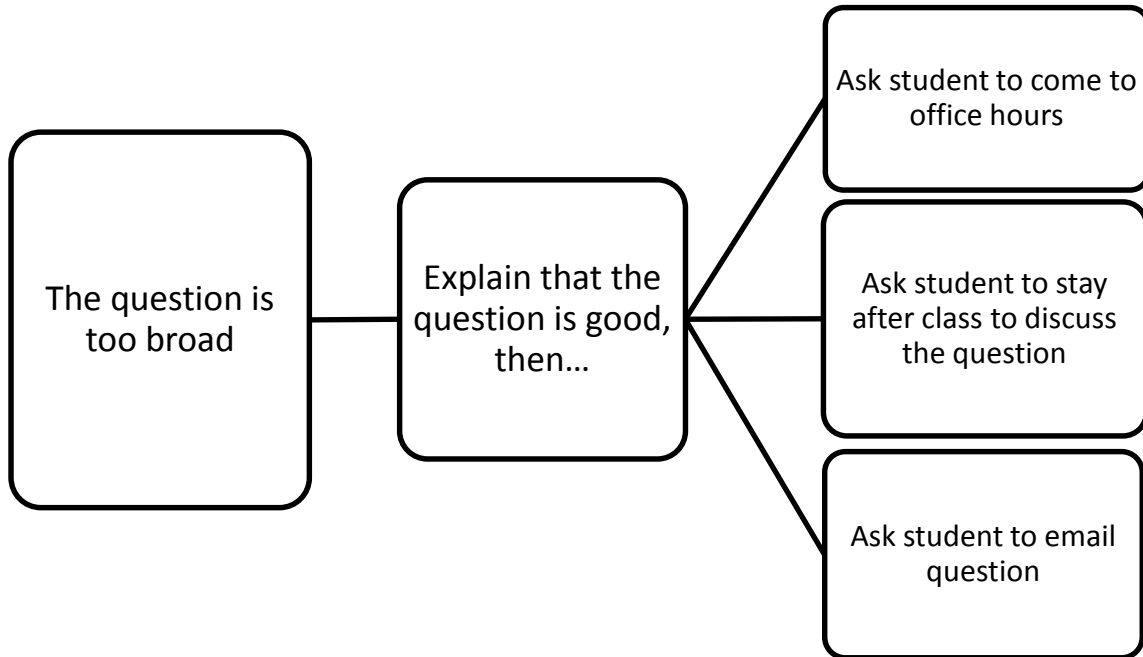 The question is
too broad
Explain that the
question is good,
then…
Ask student to come to
office hours
Ask student to stay
after class to discuss
the question
Ask student to email
question